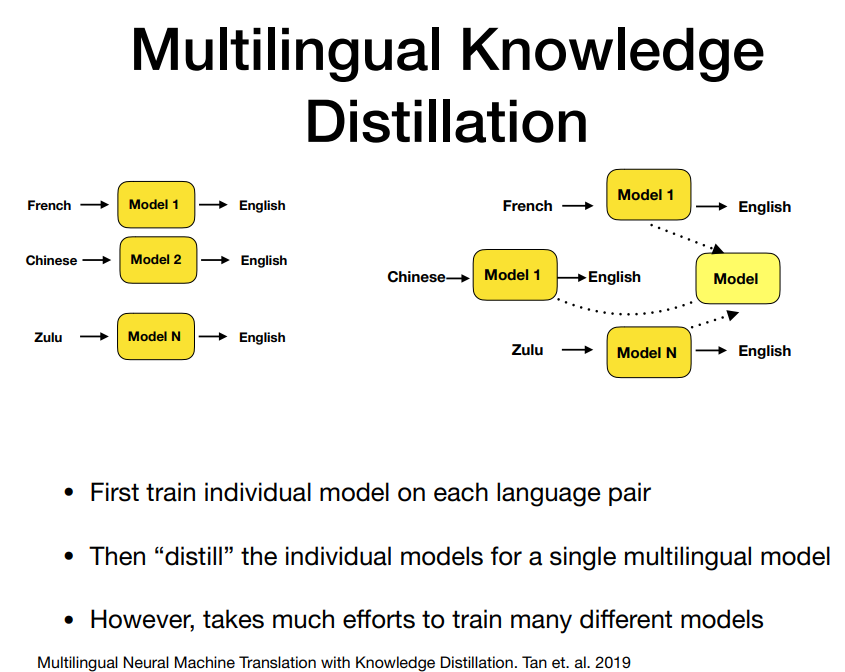 Multilingual Knowledge
Distillation
French Model 1 English
Chinese Model 2 English
Zulu Model N English
French Model 1 English
Chinese Model 1 English Model
Zulu Model N English
• First train individual model on each language pair
• Then “distill” the individual models for a single multilingual model
• However, takes much efforts to train many different models
Multilingual Neural Machine Translation with Knowledge Distillation. Tan et. al. 2019